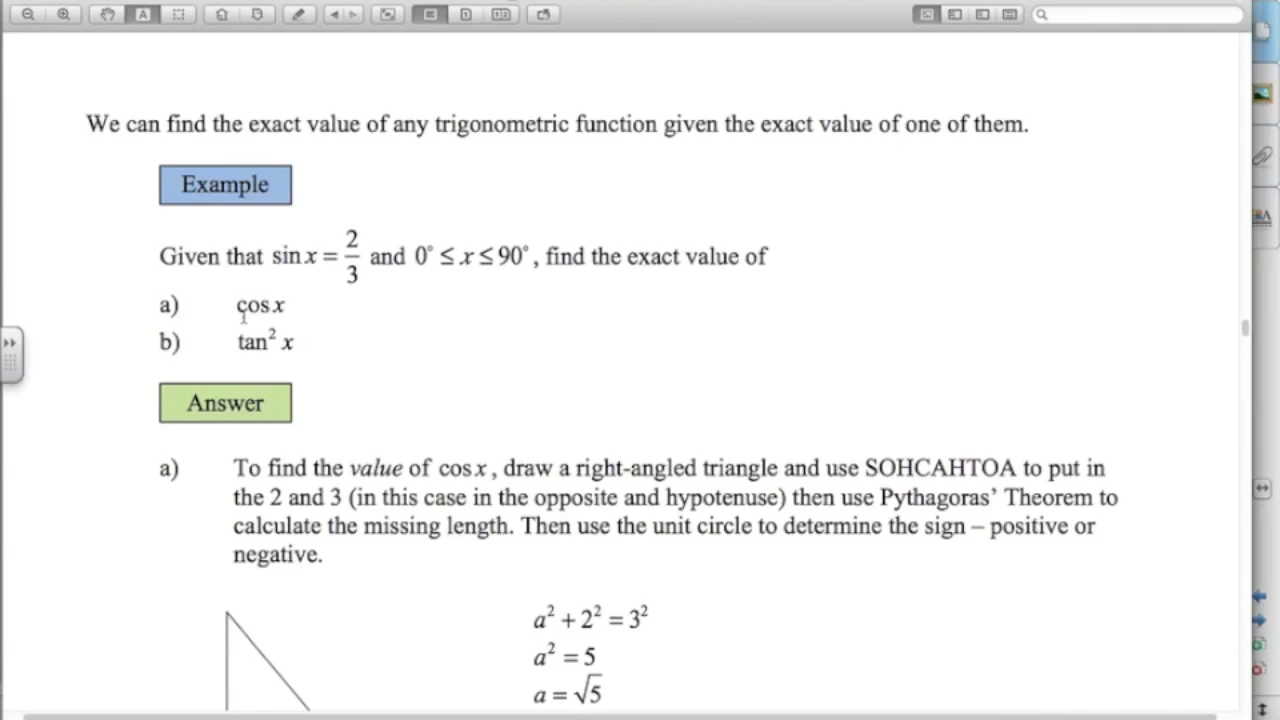 We can find the exact value of any trigonometric function given the exact value of one of them.
Example
Given that sin x = 2/3 and 0° ≤ x ≤ 90°, find the exact value of
a) cos x
b) tan² x
Answer
a) To find the value of cos x, draw a right-angled triangle and use SOHCAHTOA to put in
the 2 and 3 (in this case in the opposite and hypotenuse) then use Pythagoras’ Theorem to
calculate the missing length. Then use the unit circle to determine the sign – positive or
negative.
a² + 2² = 3²
a² = 5
a = √5